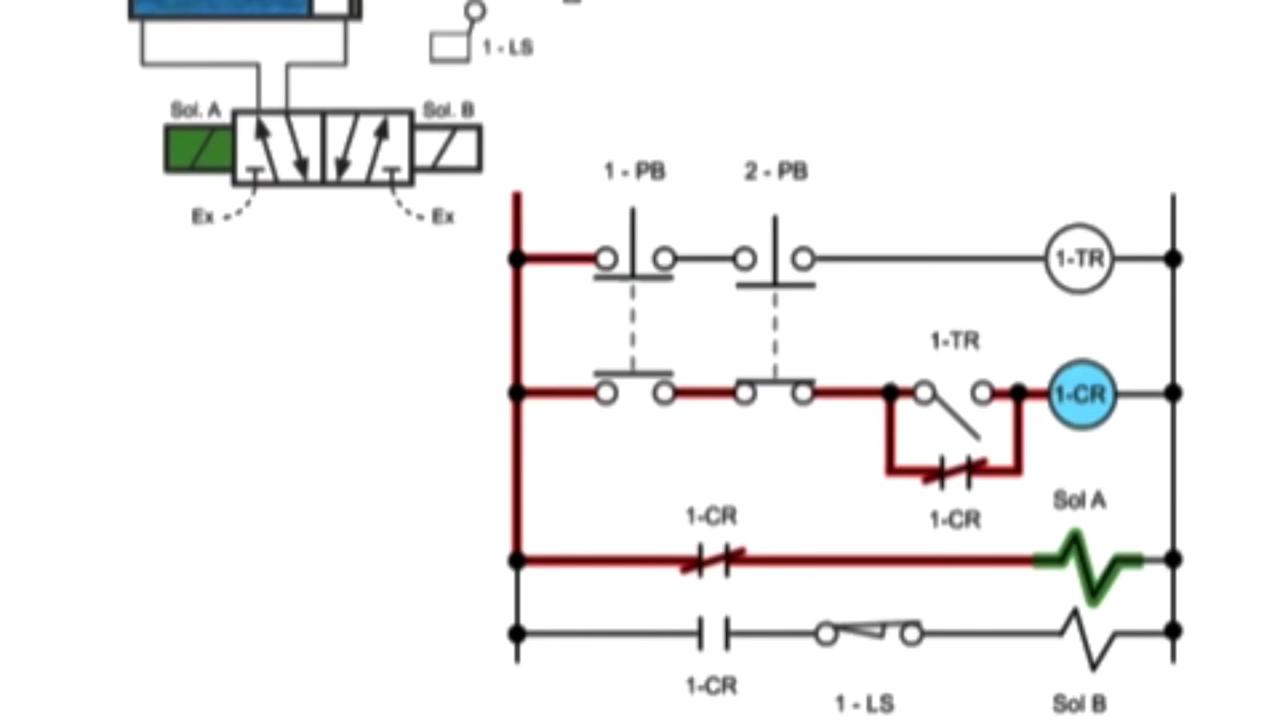 1 - LS
Sol. A
Sol. B
Ex
Ex
1 - PB
2 - PB
1-TR
1-TR
1-CR
1-CR
Sol A
1-CR
1-CR
1 - LS
Sol B